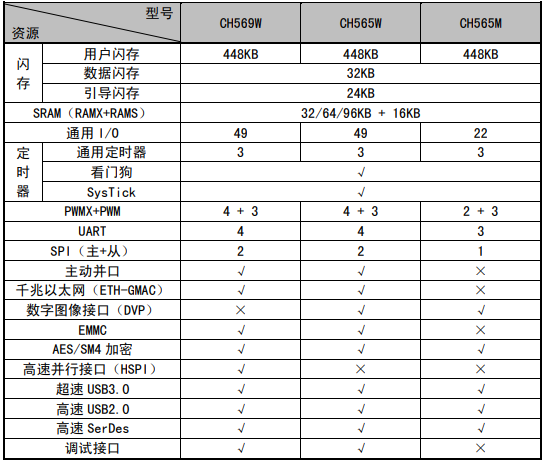 型号 CH569W CH565W CH565M
资源
闪存 用户闪存 448KB 448KB 448KB
数据闪存 32KB
引导闪存 24KB
SRAM（RAMX+RAMS） 32/64/96KB + 16KB
通用 I/O 49 49 22
定时器 通用定时器 3 3 3
看门狗 √
SysTick √
PWMX+PWM 4 + 3 4 + 3 2 + 3
UART 4 4 3
SPI（主+从） 2 2 1
主动并口 √ √ ×
千兆以太网（ETH-GMAC） √ √ ×
数字图像接口（DVP） × √ √
EMMC √ √ ×
AES/SM4 加密 √ √ √
高速并行接口（HSPI） √ × ×
超速 USB3.0 √ √ √
高速 USB2.0 √ √ √
高速 SerDes √ √ √
调试接口 √ √ ×